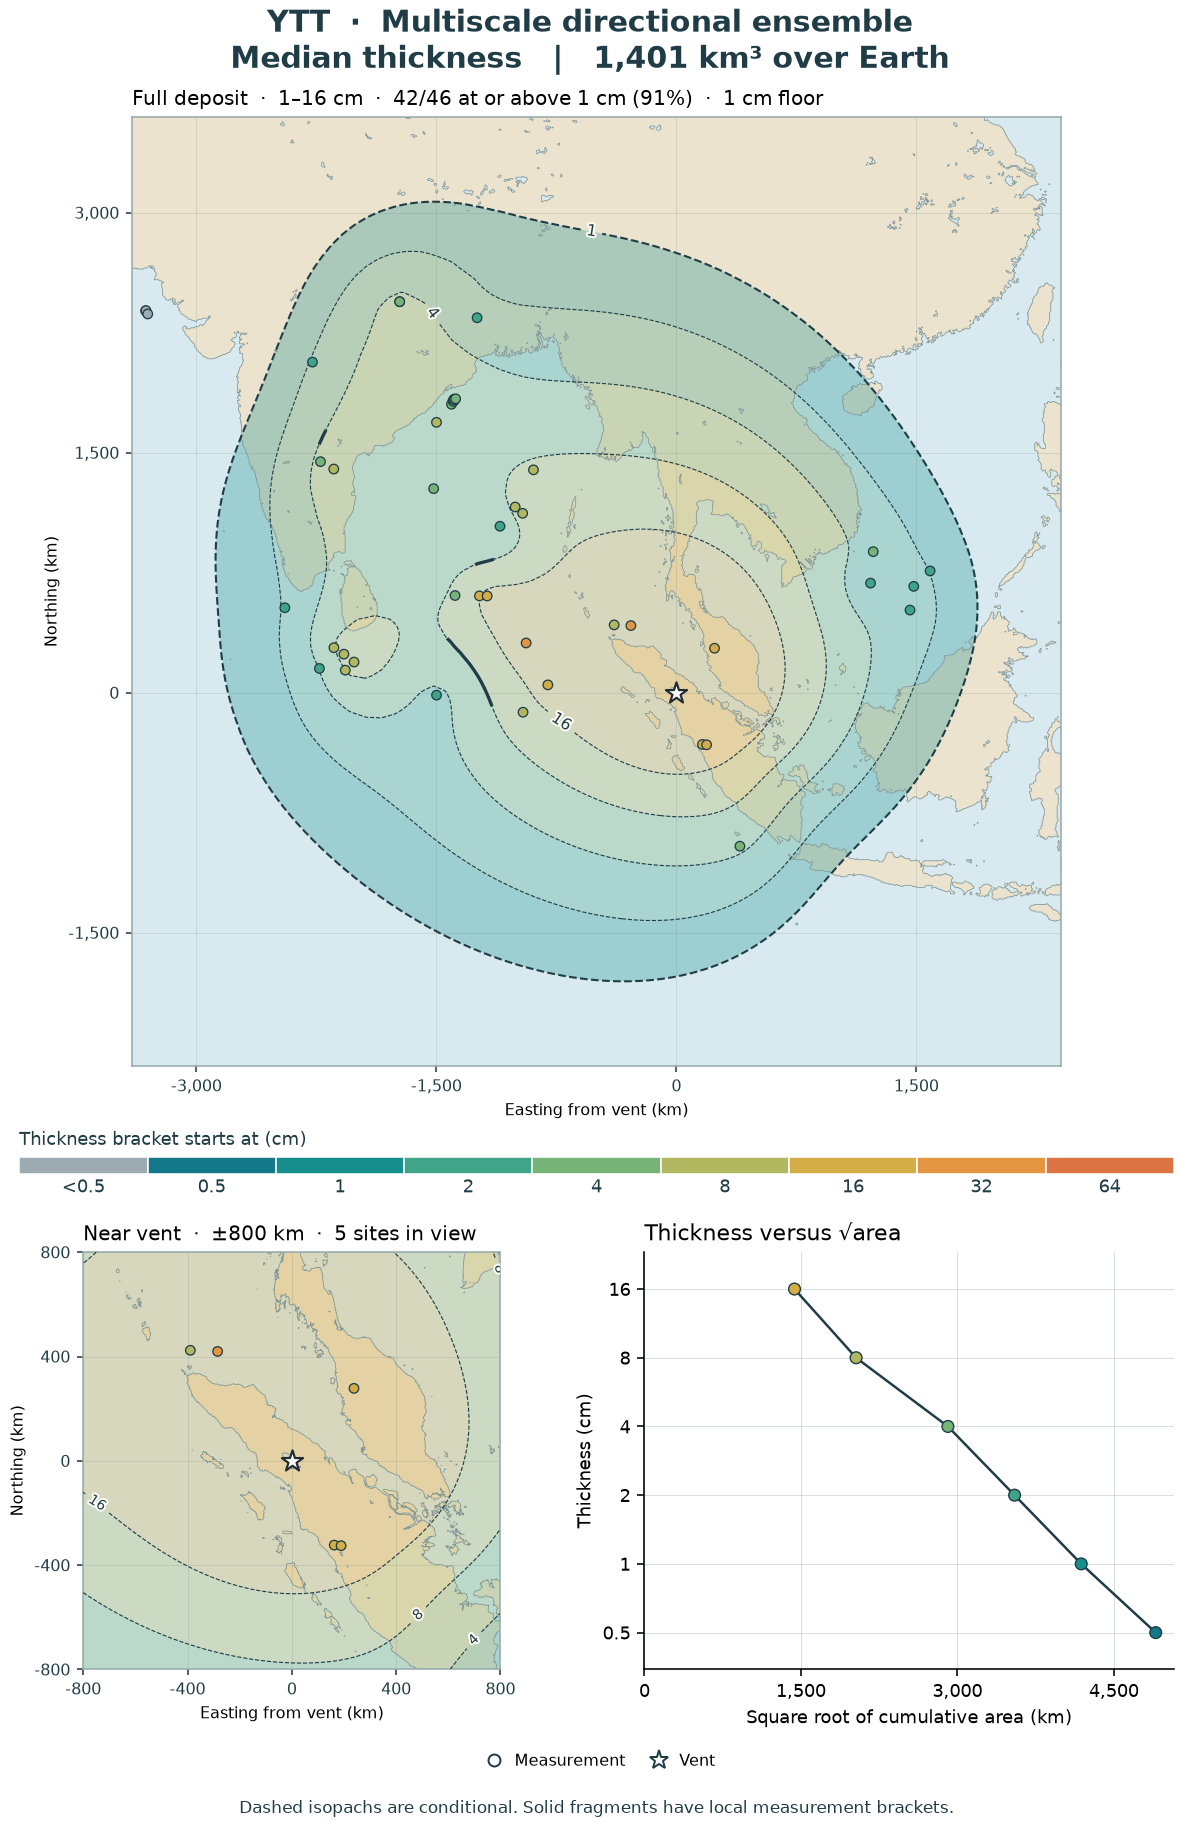 YTT · Multiscale directional ensemble
Median thickness | 1,401 km³ over Earth
Full deposit · 1–16 cm · 42/46 at or above 1 cm (91%) · 1 cm floor
3,000
1,500
0
-1,500
Northing (km)
1
4
16
-3,000
-1,500
0
1,500
Easting from vent (km)
Thickness bracket starts at (cm)
<0.5 0.5 1 2 4 8 16 32 64
Near vent · ±800 km · 5 sites in view
800
400
0
-400
-800
Northing (km)
16
8
4
-800 -400 0 400 800
Easting from vent (km)
Thickness versus √area
16
8
4
2
1
0.5
Thickness (cm)
0 1,500 3,000 4,500
Square root of cumulative area (km)
Measurement Vent
Dashed isopachs are conditional. Solid fragments have local measurement brackets.